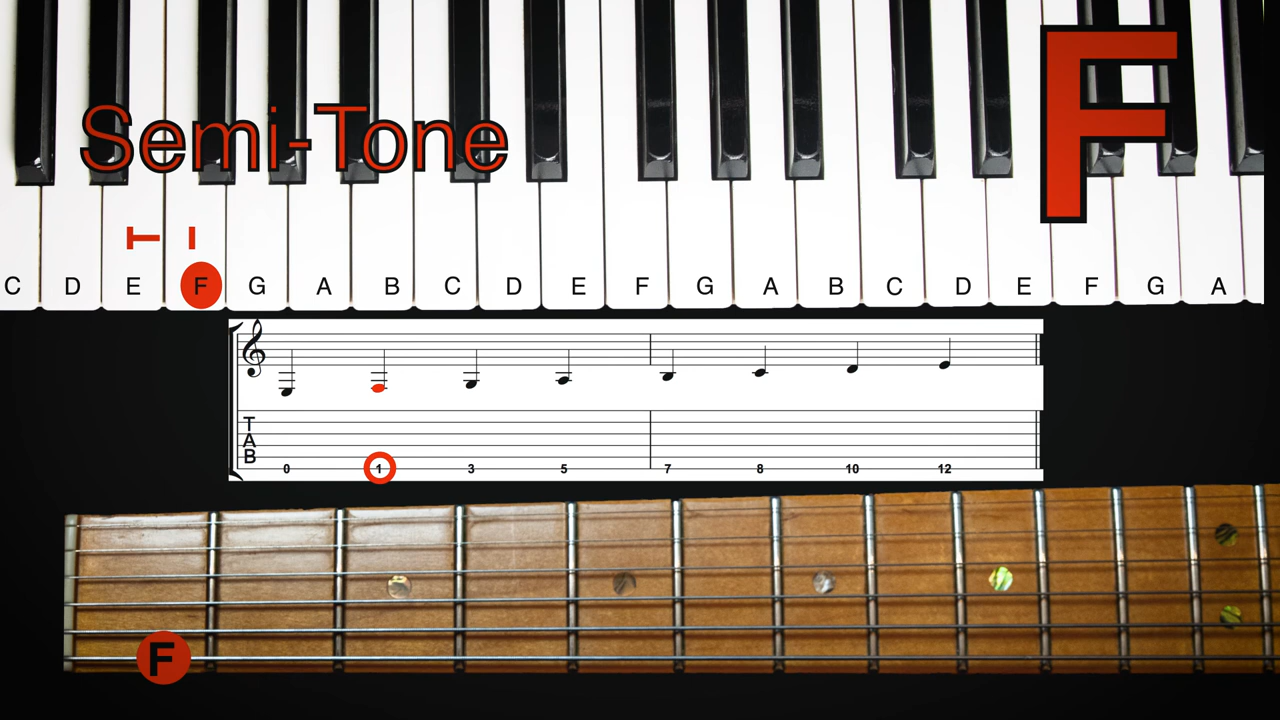 F
Semi-Tone
C D E F G A B C D E F G A B C D E F G A
T
A
B
0 1 3 5 7 8 10 12
F